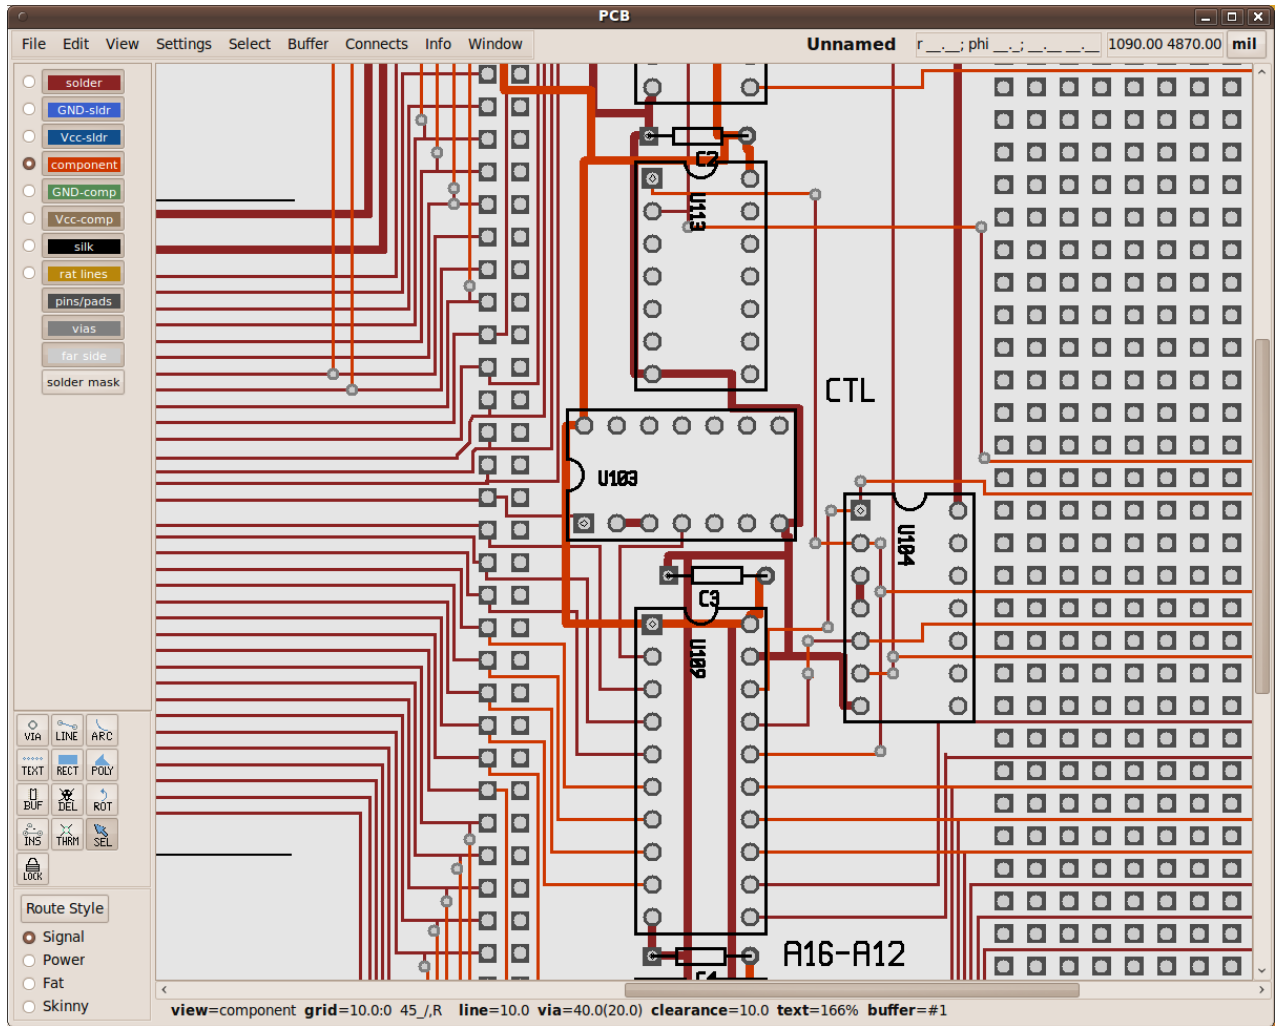 PCB
File Edit View Settings Select Buffer Connects Info Window Unnamed r __.__; phi __._; __.__ __.__ 1090.00 4870.00 mil
solder
GND-sldr
Vcc-sldr
component
GND-comp
Vcc-comp
silk
rat lines
pins/pads
vias
far side
solder mask
VIA LINE ARC
TEXT RECT POLY
BUF DEL ROT
INS THRM SEL
LOCK
Route Style
Signal
Power
Fat
Skinny
C2
U113
CTL
U103
U104
C3
U109
A16-A12
view=component grid=10.0:0 45_/,R line=10.0 via=40.0(20.0) clearance=10.0 text=166% buffer=#1